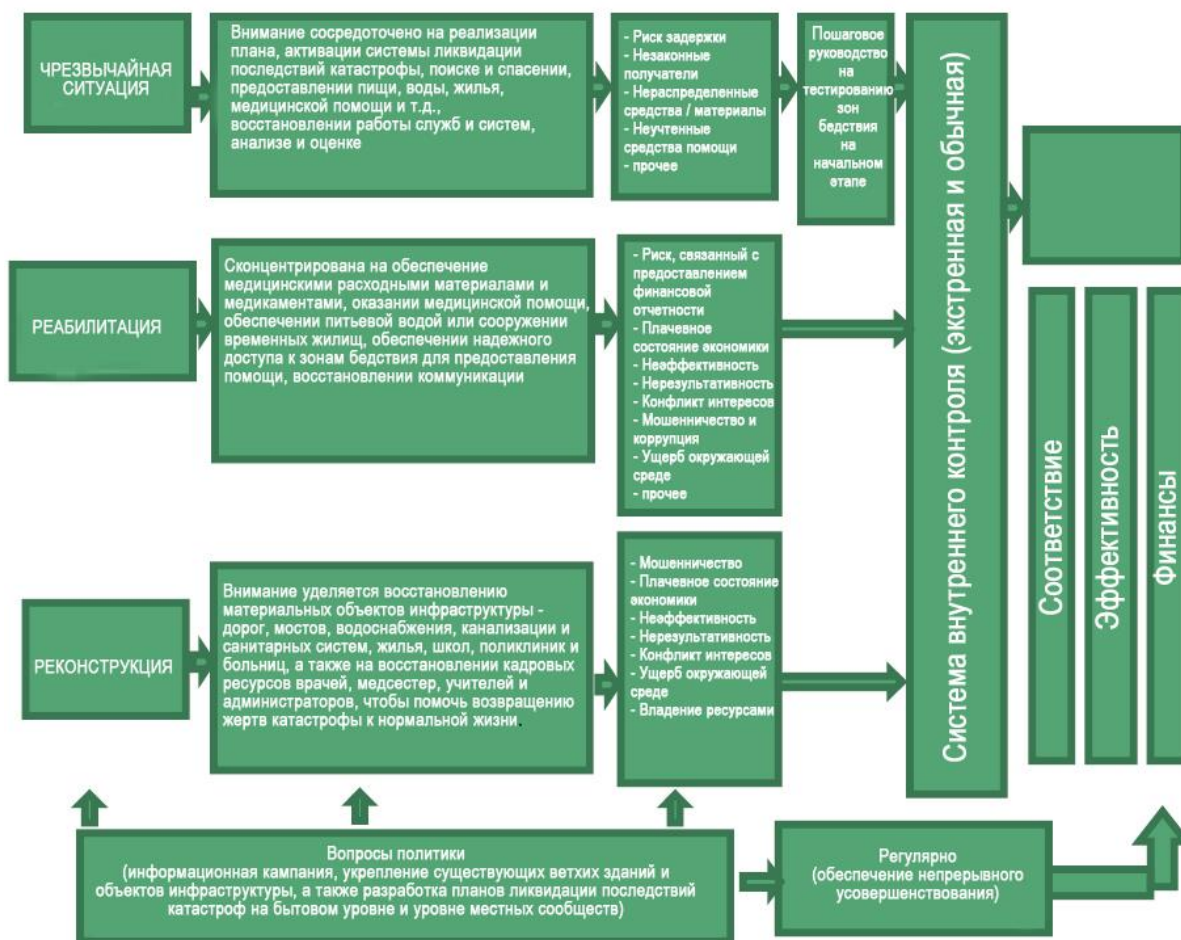 ЧРЕЗВЫЧАЙНАЯ
СИТУАЦИЯ
Внимание сосредоточено на реализации
плана, активации системы ликвидации
последствий катастрофы, поиске и спасении,
предоставлении пищи, воды, жилья,
медицинской помощи и т.д.,
восстановлении работы служб и систем,
анализе и оценке
- Риск задержки
- Незаконные
получатели
- Нераспределенные
средства / материалы
- Неучтенные
средства помощи
- прочее
Пошаговое
руководство
на
тестированию
зон
бедствия
на
начальном
этапе
Система внутреннего контроля (экстренная и обычная)
РЕАБИЛИТАЦИЯ
Сконцентрирована на обеспечение
медицинскими расходными материалами и
медикаментами, оказании медицинской помощи,
обеспечении питьевой водой или сооружении
временных жилищ, обеспечении надежного
доступа к зонам бедствия для предоставления
помощи, восстановлении коммуникации
- Риск, связанный с
предоставлением
финансовой
отчетности
- Плачевное
состояние экономики
- Неэффективность
- Нерезультативность
- Конфликт интересов
- Мошенничество и
коррупция
- Ущерб окружающей
среде
- прочее
Соответствие
Эффективность
Финансы
РЕКОНСТРУКЦИЯ
Внимание уделяется восстановлению
материальных объектов инфраструктуры -
дорог, мостов, водоснабжения, канализации и
санитарных систем, жилья, школ, поликлиник и
больниц, а также на восстановлении кадровых
ресурсов врачей, медсестер, учителей и
администраторов, чтобы помочь возвращению
жертв катастрофы к нормальной жизни.
- Мошенничество
- Плачевное состояние
экономики
- Неэффективность
- Нерезультативность
- Конфликт интересов
- Ущерб окружающей
среде
- Владение ресурсами
Вопросы политики
(информационная кампания, укрепление существующих ветхих зданий и
объектов инфраструктуры, а также разработка планов ликвидации последствий
катастроф на бытовом уровне и уровне местных сообществ)
Регулярно
(обеспечение непрерывного
усовершенствования)